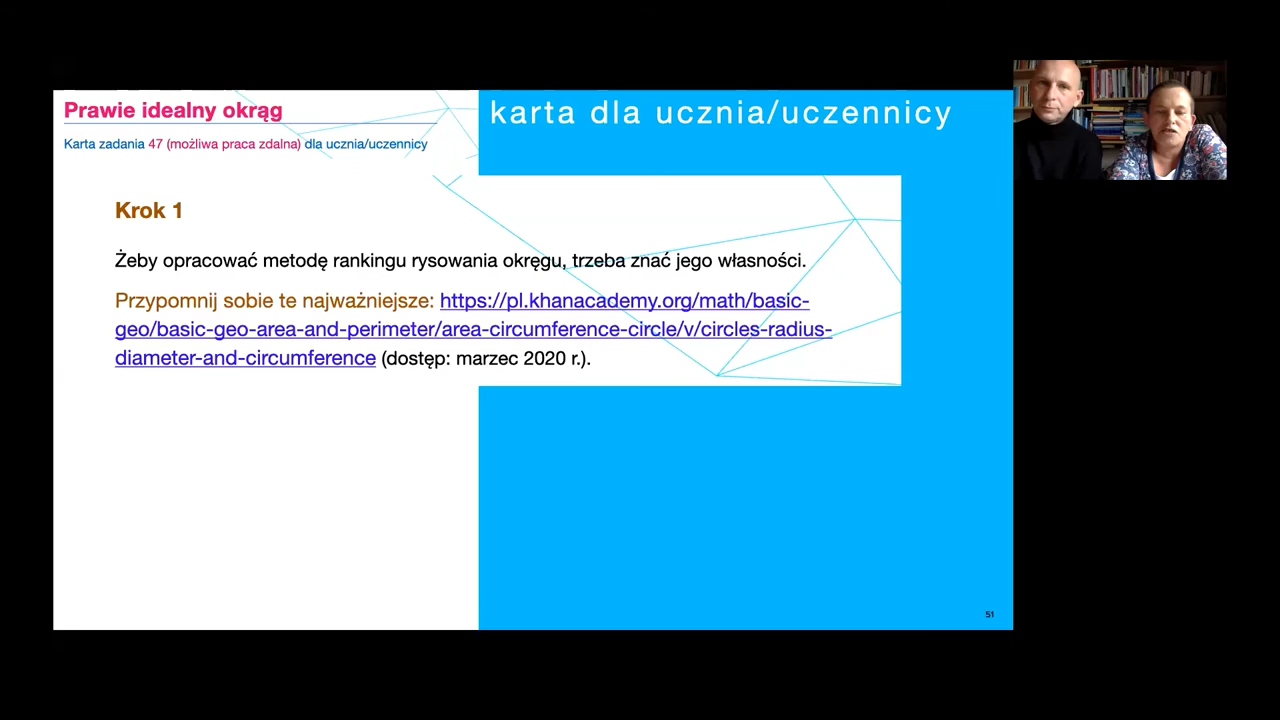 Prawie idealny okrąg
karta dla ucznia/uczennicy
Karta zadania 47 (możliwa praca zdalna) dla ucznia/uczennicy
Krok 1
Żeby opracować metodę rankingu rysowania okręgu, trzeba znać jego własności.
Przypomnij sobie te najważniejsze: https://pl.khanacademy.org/math/basic-
geo/basic-geo-area-and-perimeter/area-circumference-circle/v/circles-radius-
diameter-and-circumference (dostęp: marzec 2020 r.).
51